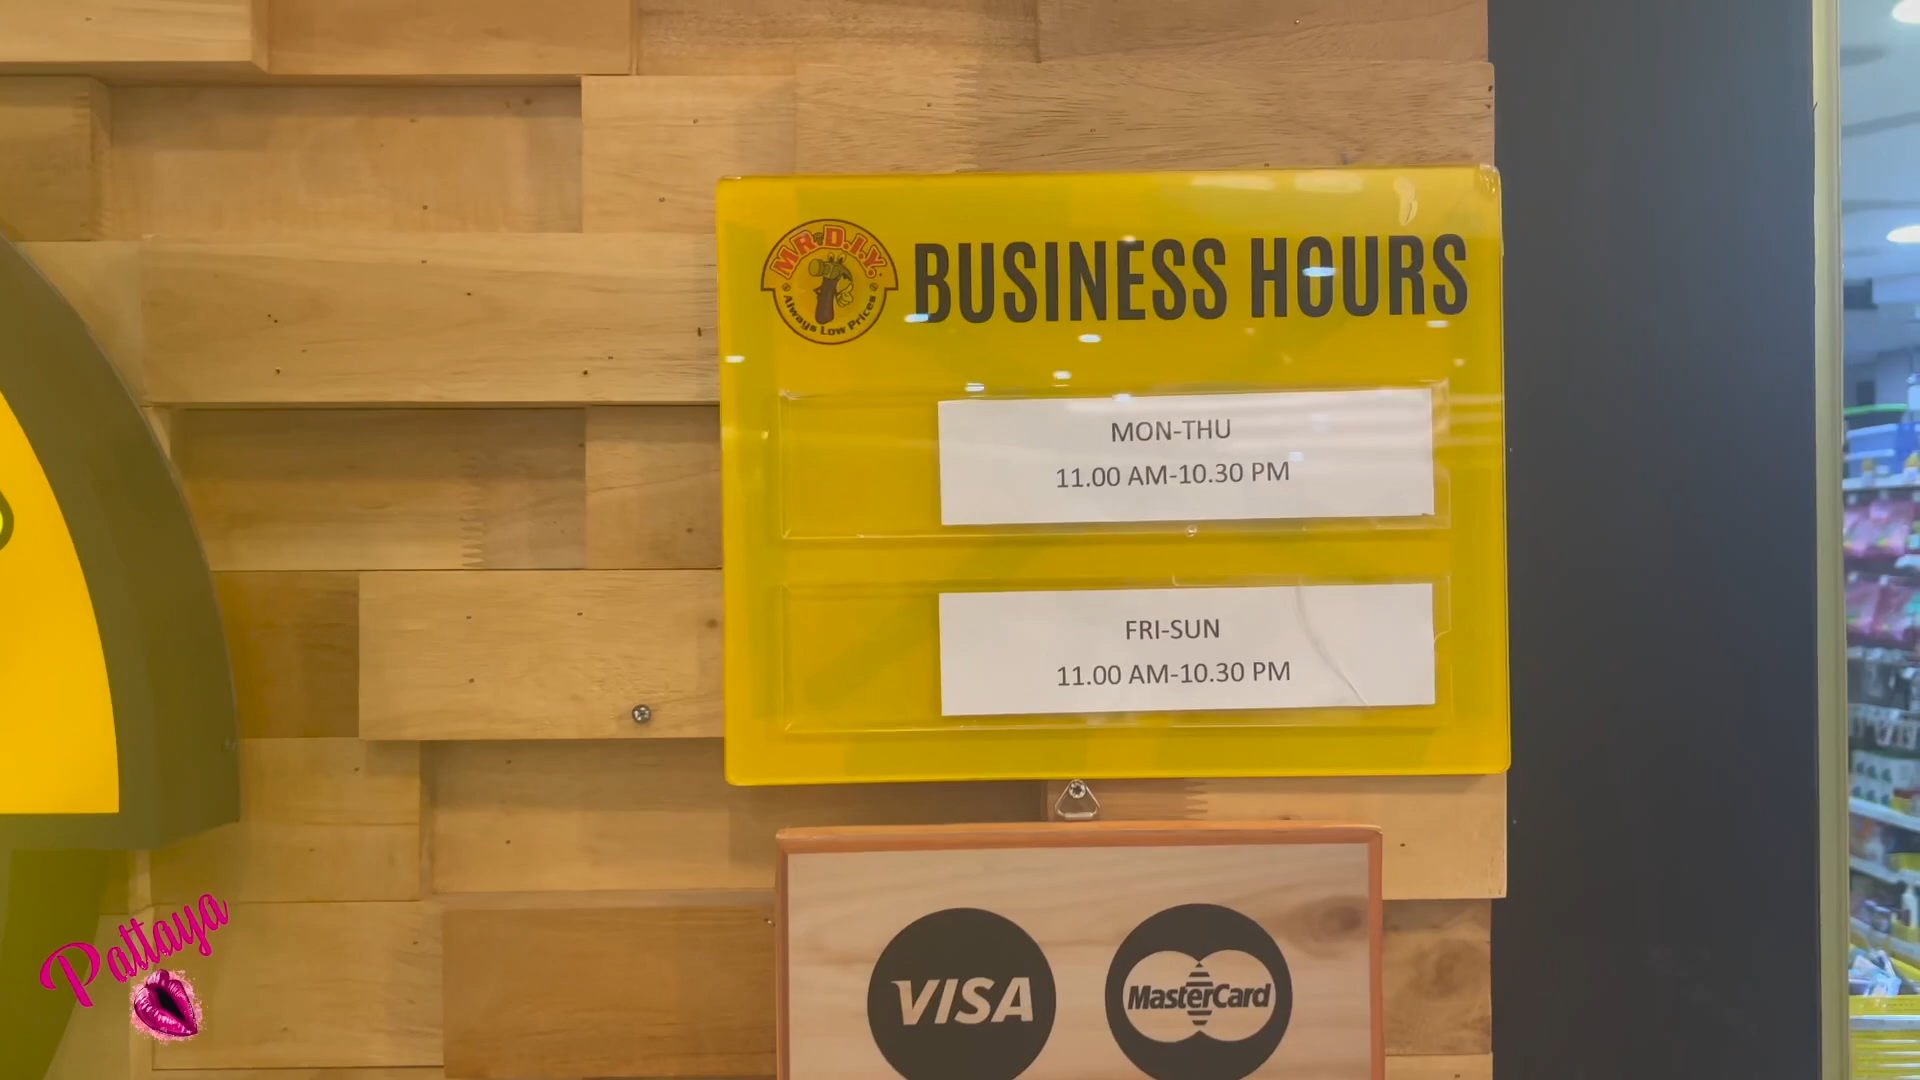 MR.D.I.Y.
Always Low Prices
BUSINESS HOURS
MON-THU
11.00 AM-10.30 PM
FRI-SUN
11.00 AM-10.30 PM
VISA
MasterCard
Pattaya